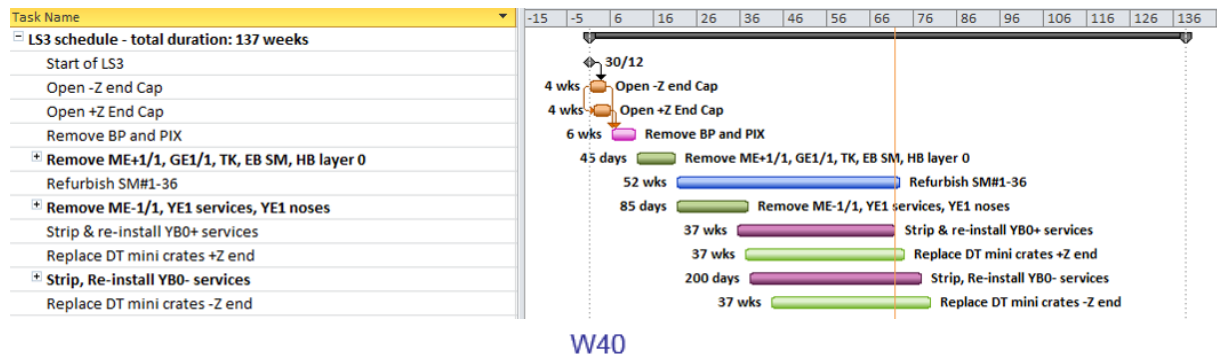 Task Name -15 -5 6 16 26 36 46 56 66 76 86 96 106 116 126 136
LS3 schedule - total duration: 137 weeks
Start of LS3 30/12
Open -Z end Cap 4 wks Open -Z end Cap
Open +Z End Cap 4 wks Open +Z End Cap
Remove BP and PIX 6 wks Remove BP and PIX
Remove ME+1/1, GE1/1, TK, EB SM, HB layer 0 45 days Remove ME+1/1, GE1/1, TK, EB SM, HB layer 0
Refurbish SM#1-36 52 wks Refurbish SM#1-36
Remove ME-1/1, YE1 services, YE1 noses 85 days Remove ME-1/1, YE1 services, YE1 noses
Strip & re-install YB0+ services 37 wks Strip & re-install YB0+ services
Replace DT mini crates +Z end 37 wks Replace DT mini crates +Z end
Strip, Re-install YB0- services 200 days Strip, Re-install YB0- services
Replace DT mini crates -Z end 37 wks Replace DT mini crates -Z end
W40